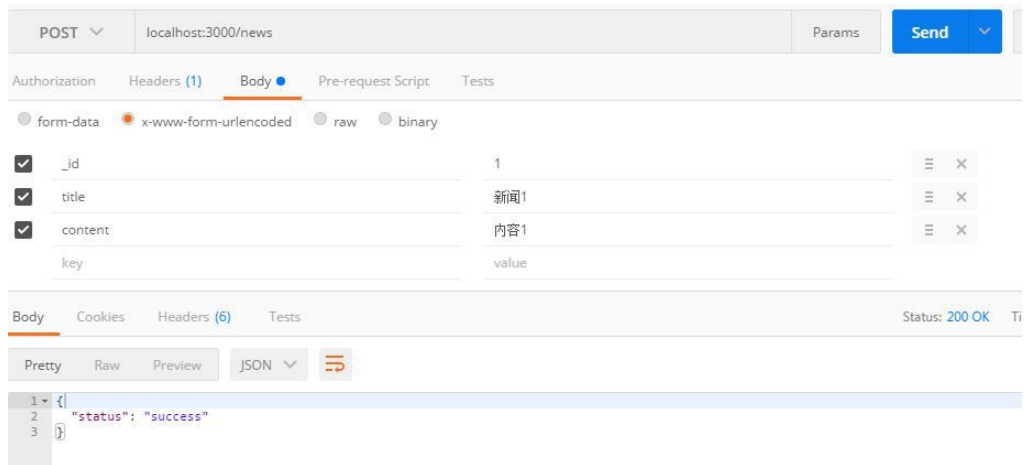 POST localhost:3000/news Params Send
Authorization Headers (1) Body Pre-request Script Tests
form-data x-www-form-urlencoded raw binary
_id 1
title 新闻1
content 内容1
key value
Body Cookies Headers (6) Tests Status: 200 OK Ti
Pretty Raw Preview JSON
1 {
2 "status": "success"
3 }